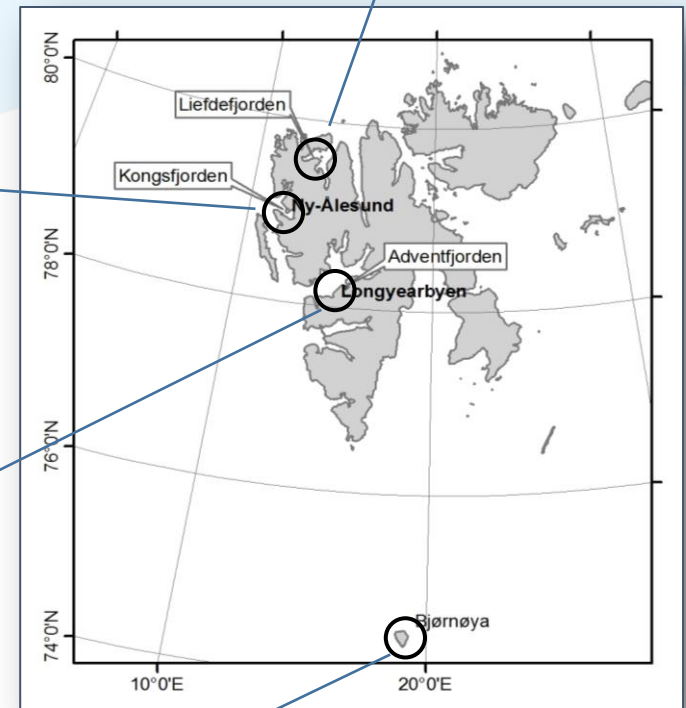 80°0'N
Liefdefjorden
Kongsfjorden
Ny-Ålesund
78°0'N
Adventfjorden
Longyearbyen
76°0'N
74°0'N
Bjørnøya
10°0'E
20°0'E